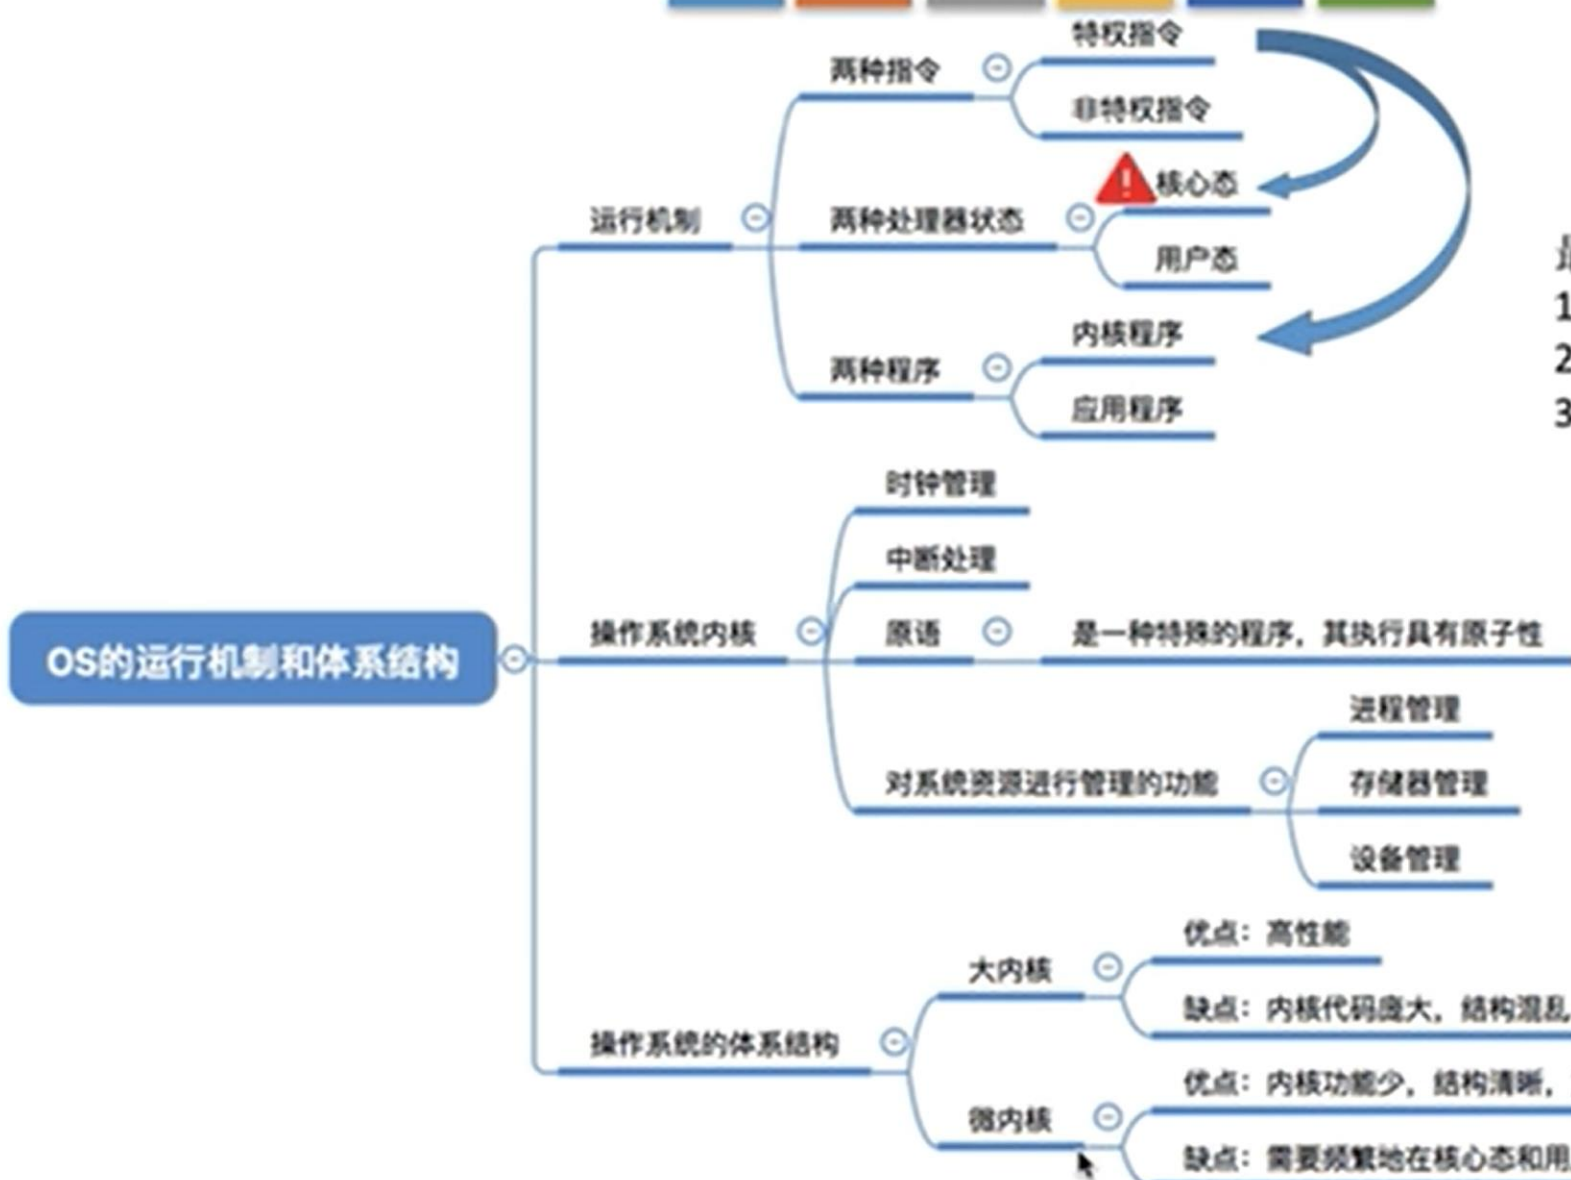 特权指令
两种指令
非特权指令
核心态
运行机制
两种处理器状态
用户态
1
内核程序
2
两种程序
应用程序
3
时钟管理
中断处理
操作系统内核
原语
是一种特殊的程序，其执行具有原子性
OS的运行机制和体系结构
进程管理
对系统资源进行管理的功能
存储器管理
设备管理
优点：高性能
大内核
缺点：内核代码庞大，结构混乱
操作系统的体系结构
优点：内核功能少，结构清晰，
微内核
缺点：需要频繁地在核心态和用